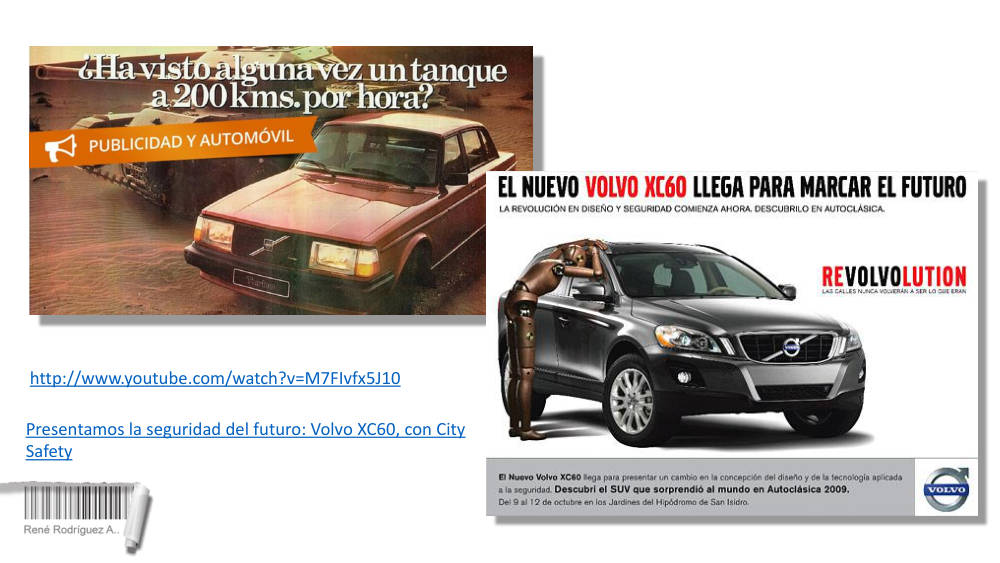 ¿Ha visto alguna vez un tanque
a 200 kms. por hora?
PUBLICIDAD Y AUTOMÓVIL
EL NUEVO VOLVO XC60 LLEGA PARA MARCAR EL FUTURO
LA REVOLUCIÓN EN DISEÑO Y SEGURIDAD COMIENZA AHORA. DESCUBRILO EN AUTOCLÁSICA.
REVOLVOLUTION
LAS CALLES NUNCA VOLVERÁN A SER LO QUE ERAN
http://www.youtube.com/watch?v=M7FIvfx5J10
Presentamos la seguridad del futuro: Volvo XC60, con City
Safety
El Nuevo Volvo XC60 llega para presentar un cambio en la concepción del diseño y de la tecnología aplicada
a la seguridad. Descubrí el SUV que sorprendió al mundo en Autoclásica 2009.
Del 9 al 12 de octubre en los Jardines del Hipódromo de San Isidro.
VOLVO
René Rodríguez A..